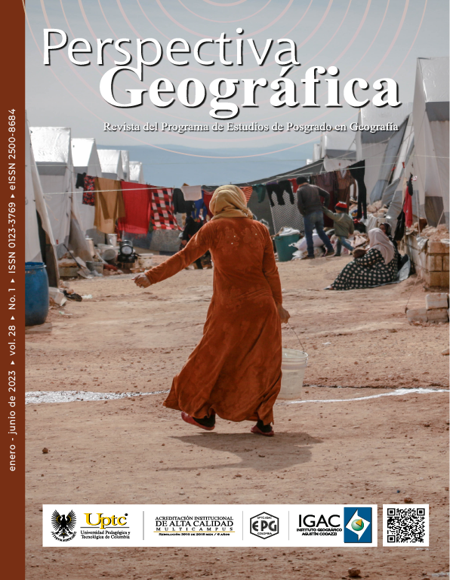 Perspectiva
Geográfica
Revista del Programa de Estudios de Posgrado en Geografía
enero - junio de 2023 ▸ vol. 28 ▸ No. 1 ▸ ISSN 0123-3769 ▸ eISSN 2500-8684
Uptc
Universidad Pedagógica y
Tecnológica de Colombia
ACREDITACIÓN INSTITUCIONAL
DE ALTA CALIDAD
MULTICAMPUS
EPG
IGAC
INSTITUTO GEOGRÁFICO
AGUSTÍN CODAZZI